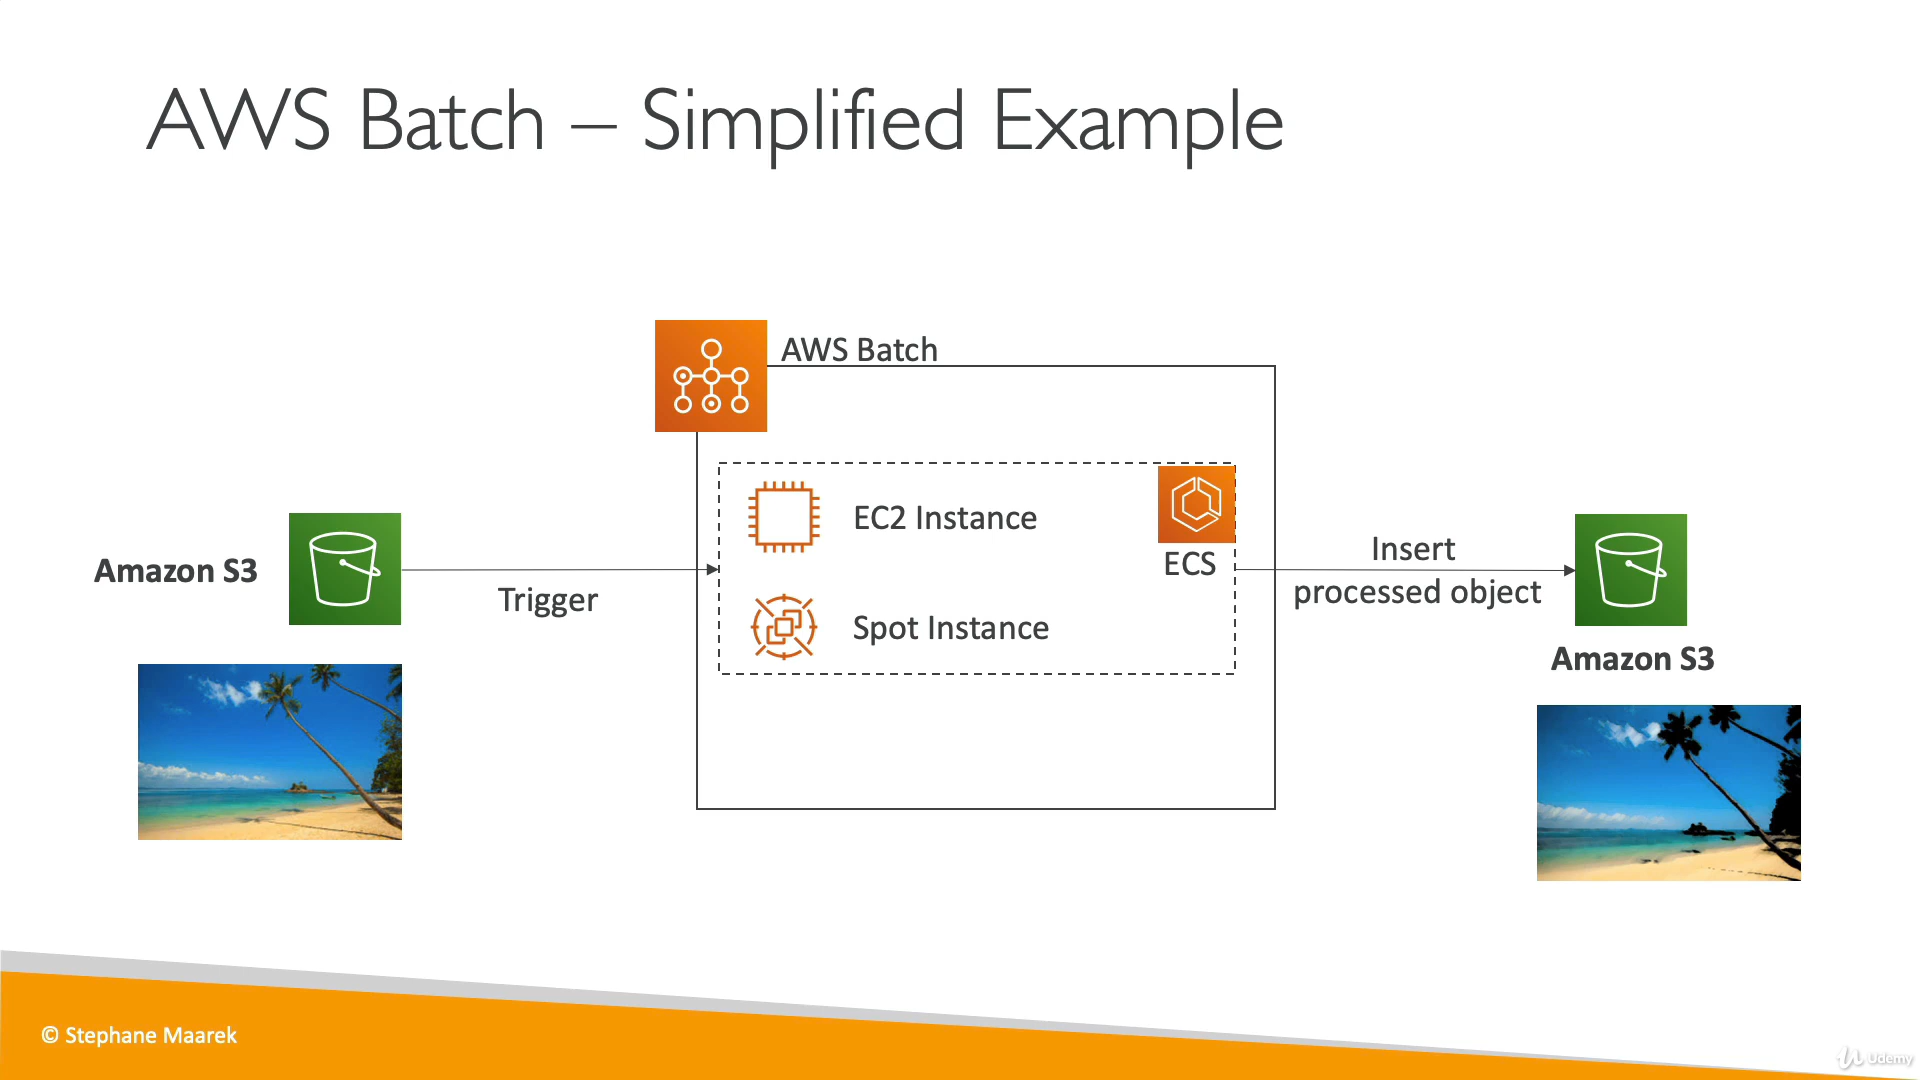 AWS Batch – Simplified Example
AWS Batch
EC2 Instance
ECS
Spot Instance
Amazon S3
Trigger
Insert
processed object
Amazon S3
© Stephane Maarek
Udemy